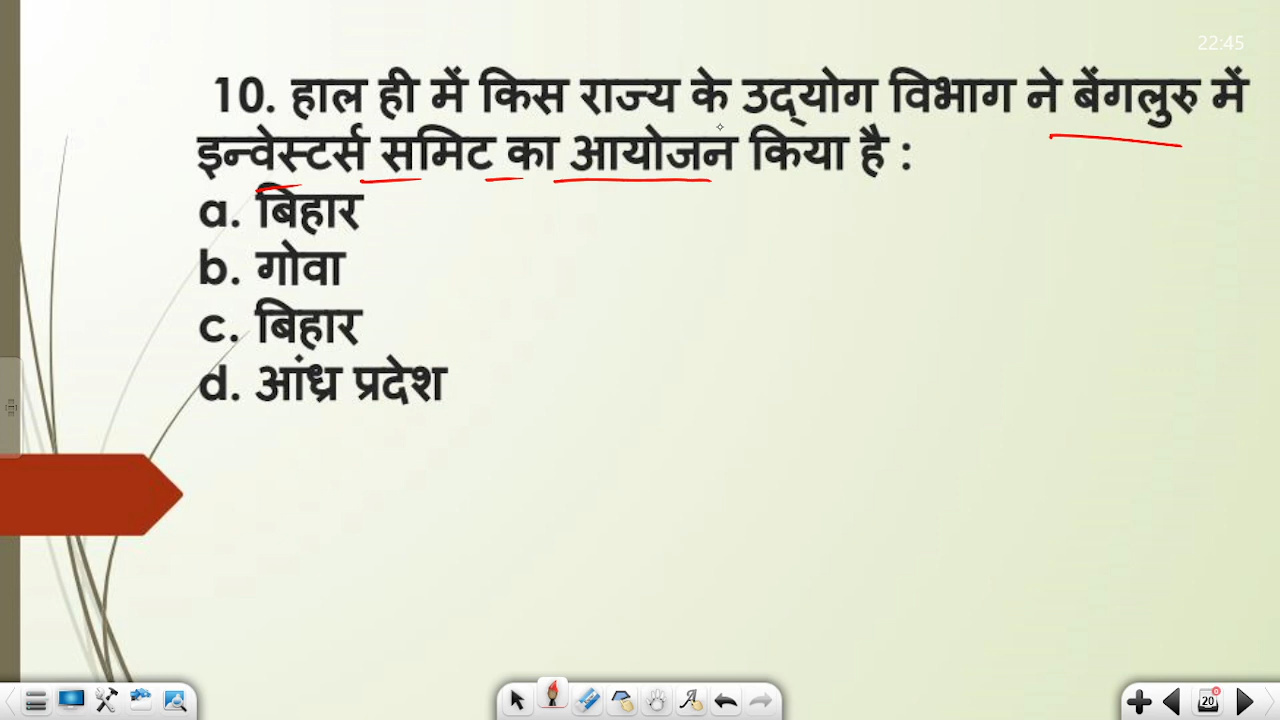 22:45
10. हाल ही में किस राज्य के उद्योग विभाग ने बेंगलुरु में
इन्वेस्टर्स समिट का आयोजन किया है :
a. बिहार
b. गोवा
c. बिहार
d. आंध्र प्रदेश
20